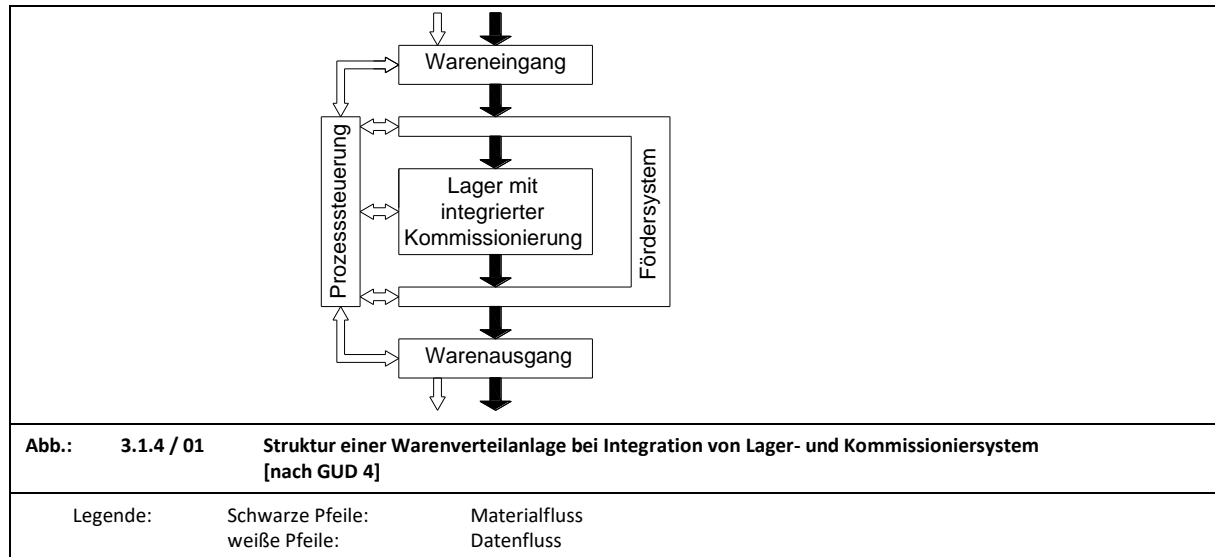 Wareneingang
Prozesssteuerung
Lager mit
integrierter
Kommissionierung
Fördersystem
Warenausgang
Abb.: 3.1.4 / 01 Struktur einer Warenverteilanlage bei Integration von Lager- und Kommissioniersystem
[nach GUD 4]
Legende: Schwarze Pfeile: Materialfluss
weiße Pfeile: Datenfluss